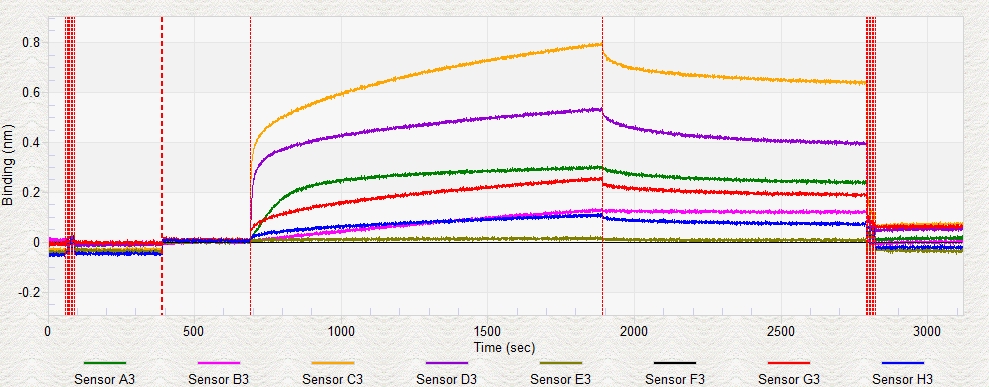 Binding (nm)
0.8
0.6
0.4
0.2
0
-0.2
0 500 1000 1500 2000 2500 3000
Time (sec)
Sensor A3 Sensor B3 Sensor C3 Sensor D3 Sensor E3 Sensor F3 Sensor G3 Sensor H3